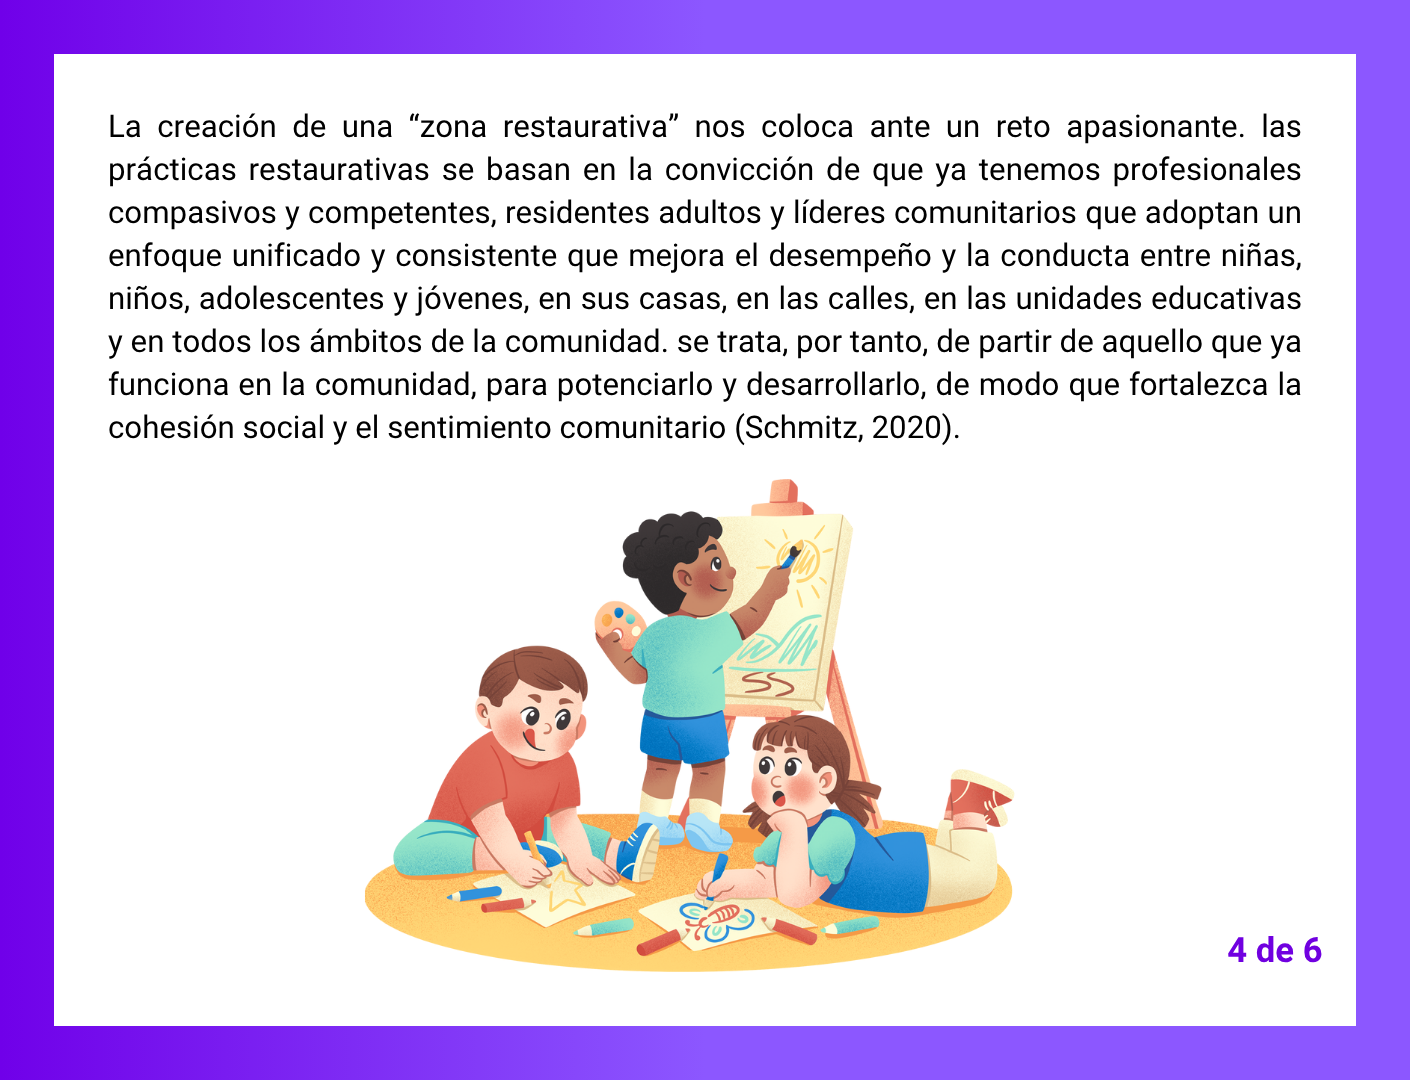 La creación de una “zona restaurativa” nos coloca ante un reto apasionante. las
prácticas restaurativas se basan en la convicción de que ya tenemos profesionales
compasivos y competentes, residentes adultos y líderes comunitarios que adoptan un
enfoque unificado y consistente que mejora el desempeño y la conducta entre niñas,
niños, adolescentes y jóvenes, en sus casas, en las calles, en las unidades educativas
y en todos los ámbitos de la comunidad. se trata, por tanto, de partir de aquello que ya
funciona en la comunidad, para potenciarlo y desarrollarlo, de modo que fortalezca la
cohesión social y el sentimiento comunitario (Schmitz, 2020).
4 de 6